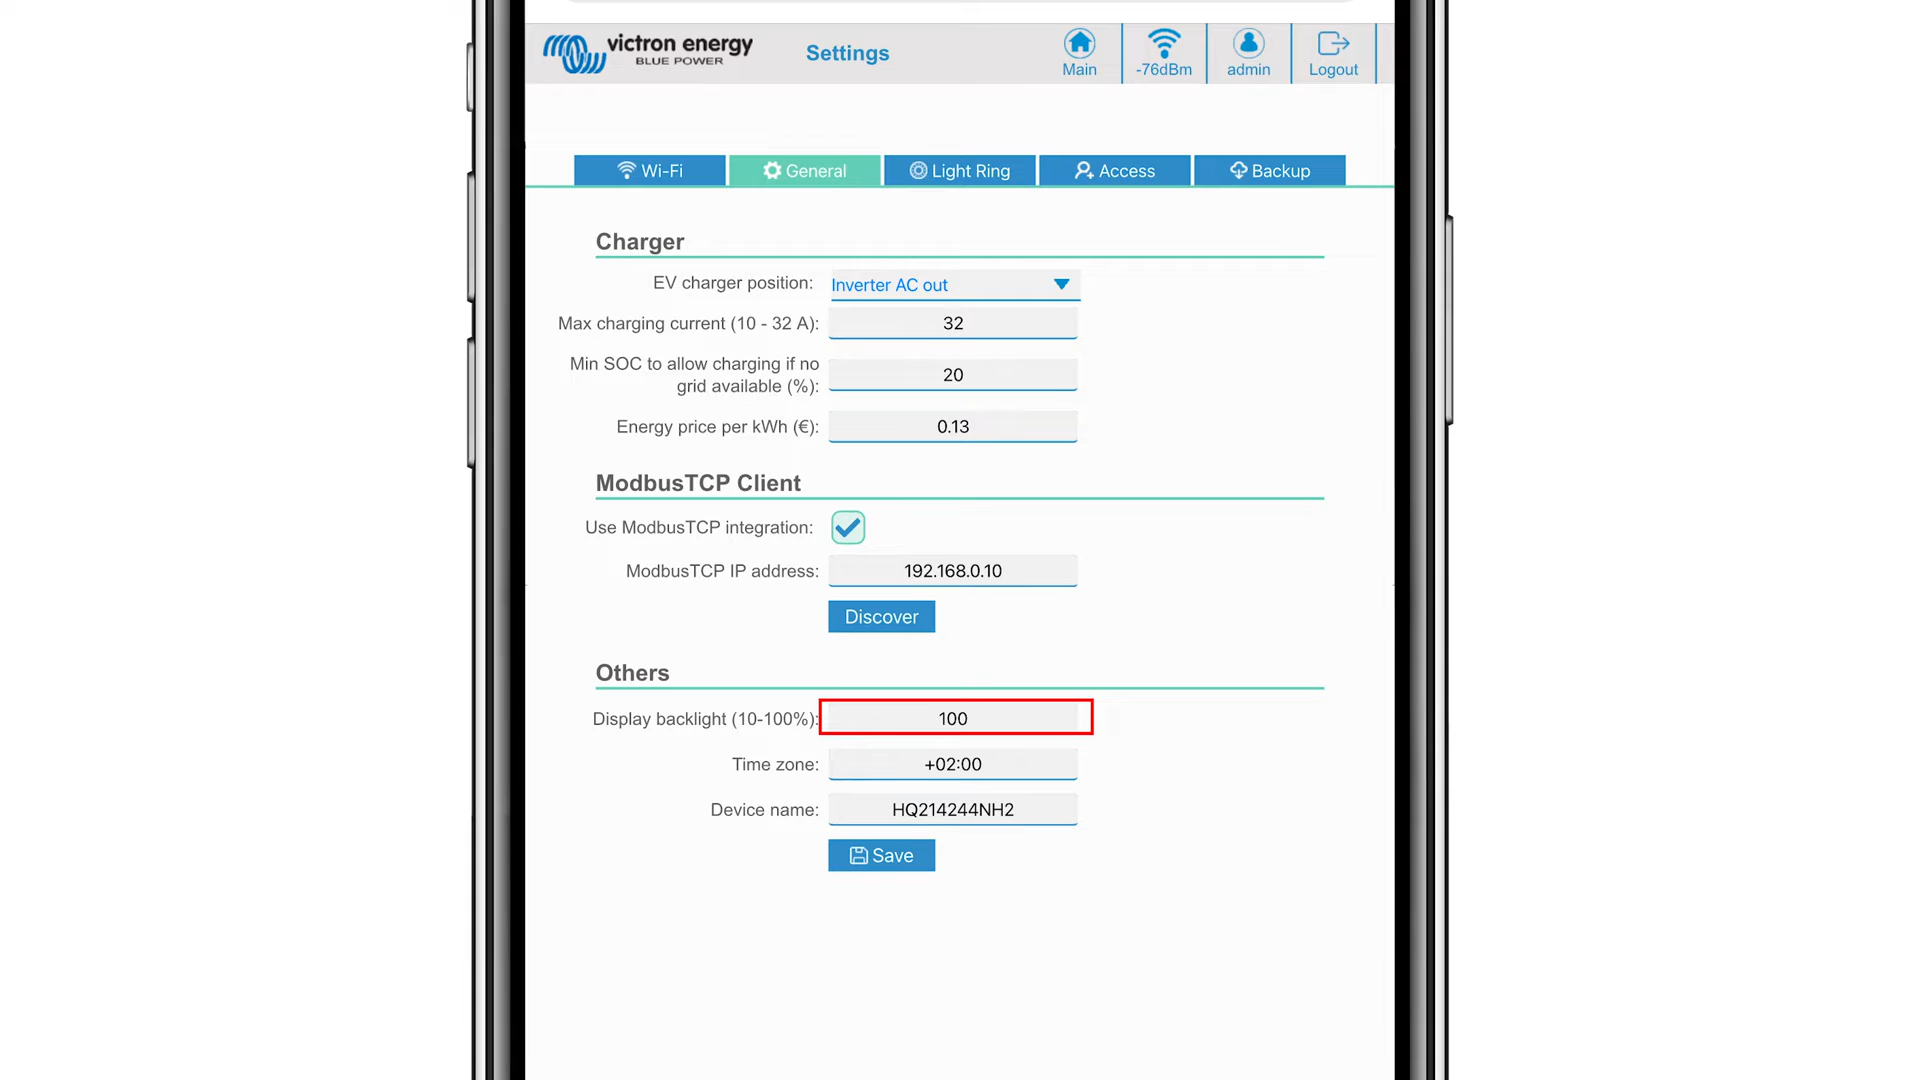 victron energy
BLUE POWER
Settings
Main
-76dBm
admin
Logout
Wi-Fi
General
Light Ring
Access
Backup
Charger
EV charger position:
Inverter AC out
Max charging current (10 - 32 A):
32
Min SOC to allow charging if no
grid available (%):
20
Energy price per kWh (€):
0.13
ModbusTCP Client
Use ModbusTCP integration:
ModbusTCP IP address:
192.168.0.10
Discover
Others
Display backlight (10-100%):
100
Time zone:
+02:00
Device name:
HQ214244NH2
Save